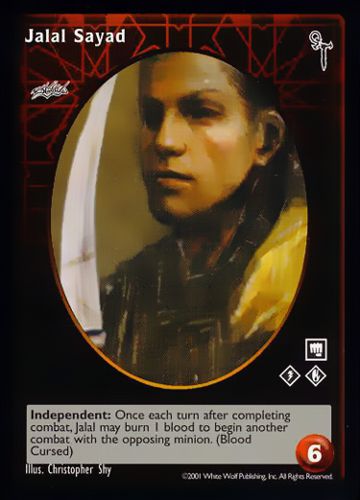 Jalal Sayad
Independent: Once each turn after completing
combat, Jalal may burn 1 blood to begin another
combat with the opposing minion. (Blood
Cursed)
6
Illus. Christopher Shy
©2001 White Wolf Publishing, Inc. All Rights Reserved.